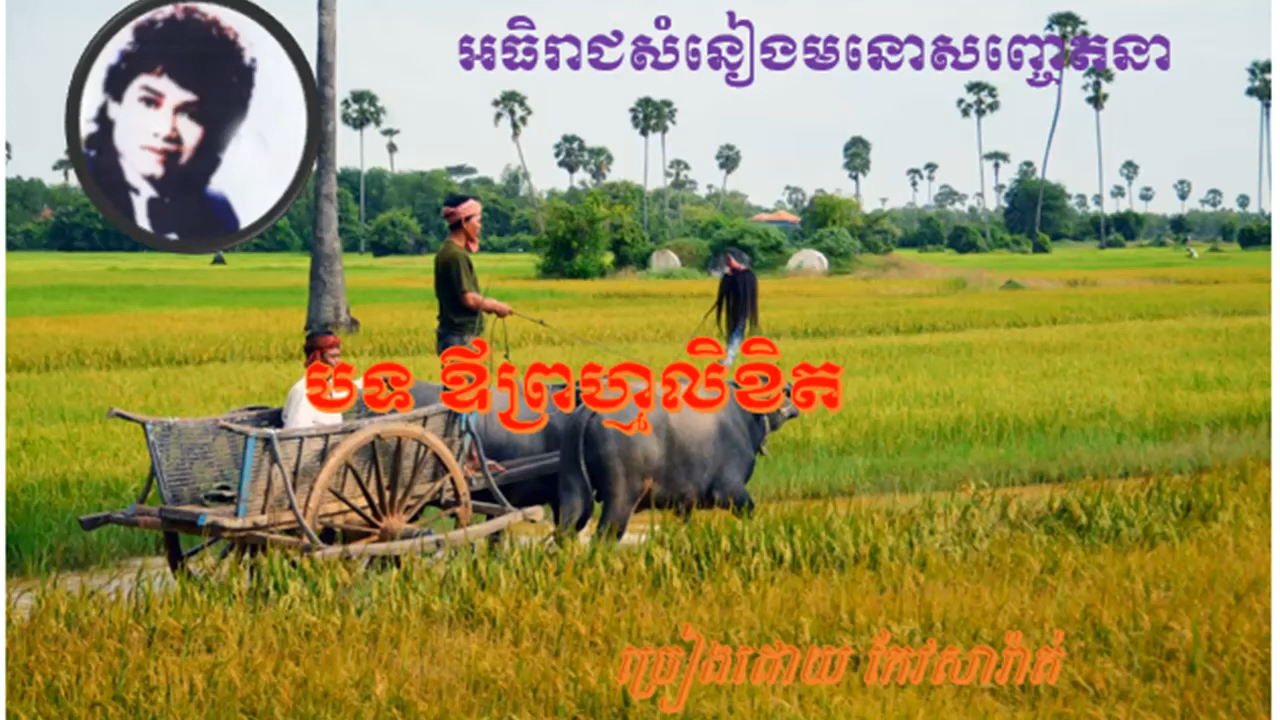 អធិរាជសំនៀងមនោសញ្ចេតនា
បទ ឪព្រហ្មលិខិត
ច្រៀងដោយ កែវសារ៉ាត់